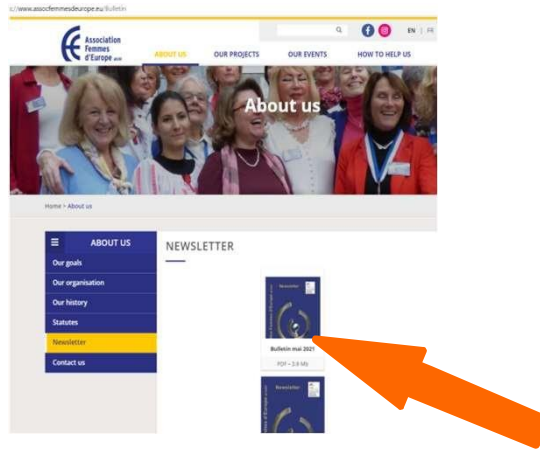 www.assocfemmesdeurope.eu/Bulletin
Association
Femmes
d'Europe
EN | FR
ABOUT US
OUR PROJECTS
OUR EVENTS
HOW TO HELP US
About us
Home > About us
ABOUT US
Our goals
Our organisation
Our history
Statutes
Newsletter
Contact us
NEWSLETTER
Newsletter
Bulletin mai 2021
PDF – 2.6 Mb
Newsletter